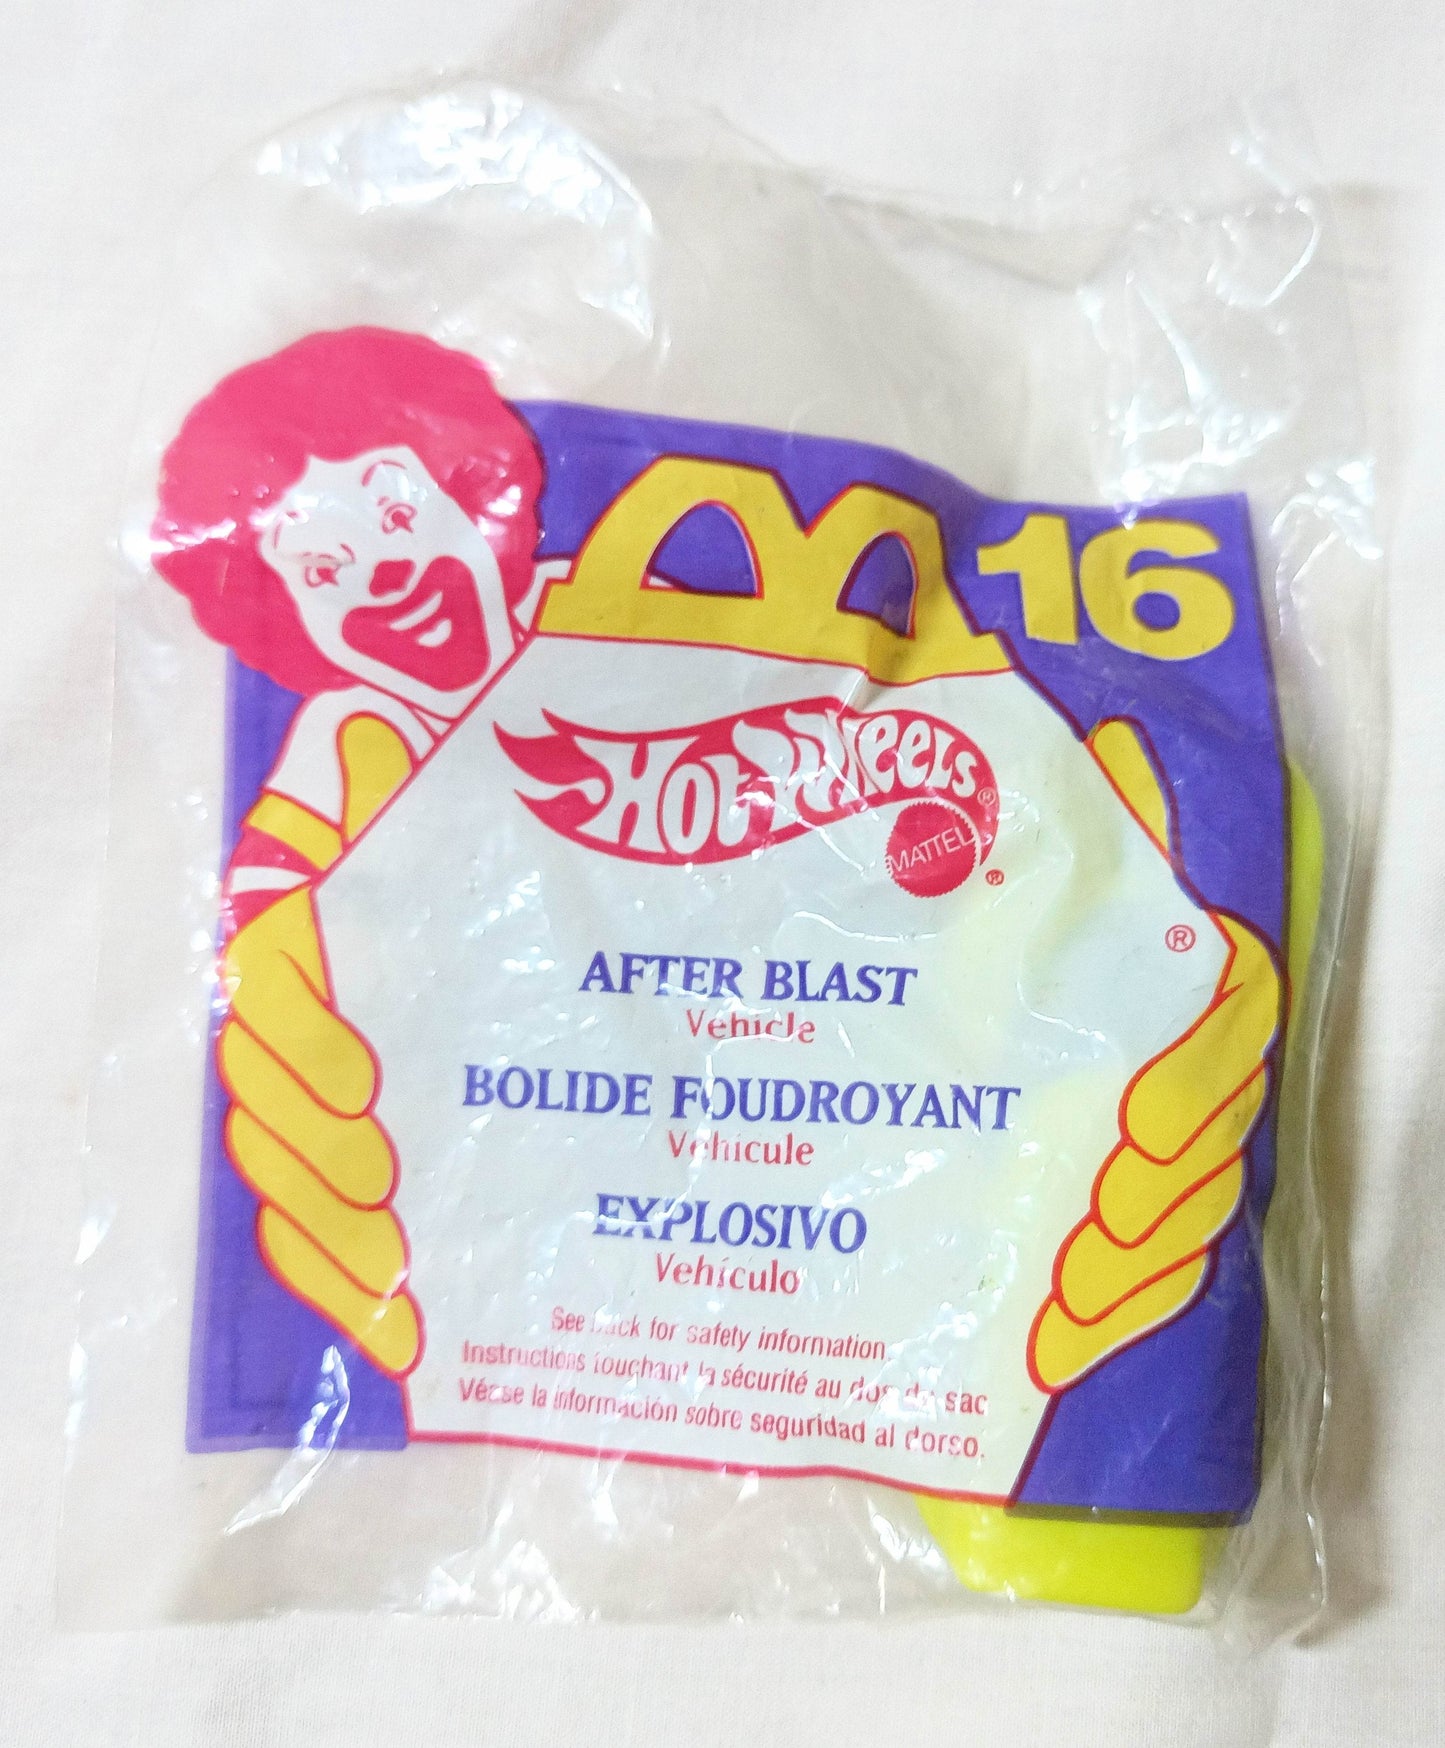 16
Hot Wheels®
MATTEL
®
®
AFTER BLAST
Vehicle
BOLIDE FOUDROYANT
Véhicule
EXPLOSIVO
Vehículo
See back for safety information.
Instructions touchant la sécurité au dos du sac
Véase la información sobre seguridad al dorso.